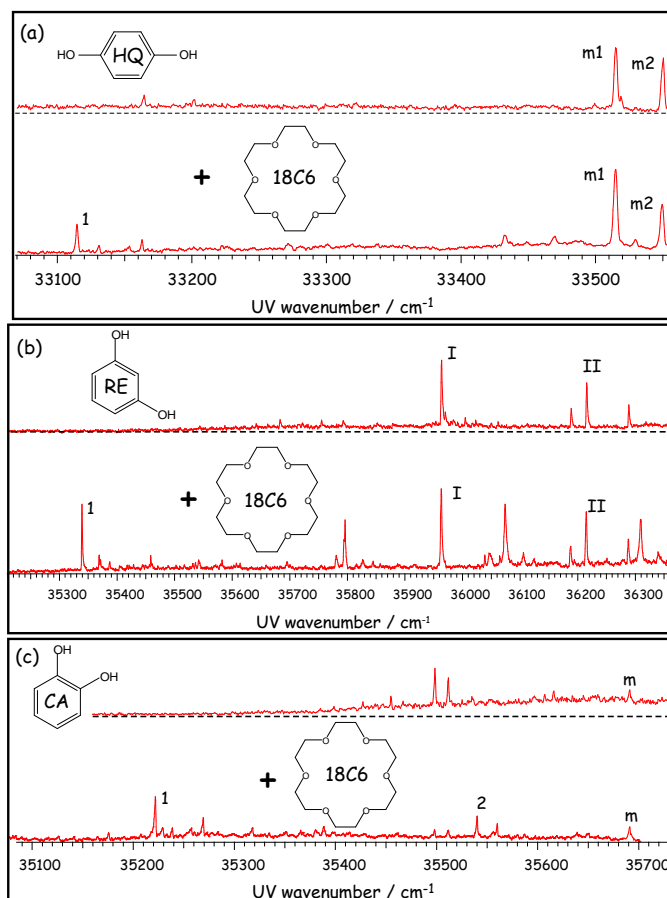 (a)
HO
HQ
OH
m1
m2
+
18C6
1
m1
m2
33100 33200 33300 33400 33500
UV wavenumber / cm-1
(b)
OH
RE
OH
I
II
+
18C6
1
I
II
35300 35400 35500 35600 35700 35800 35900 36000 36100 36200 36300
UV wavenumber / cm-1
(c)
OH
OH
CA
m
+
18C6
1
2
m
35100 35200 35300 35400 35500 35600 35700
UV wavenumber / cm-1